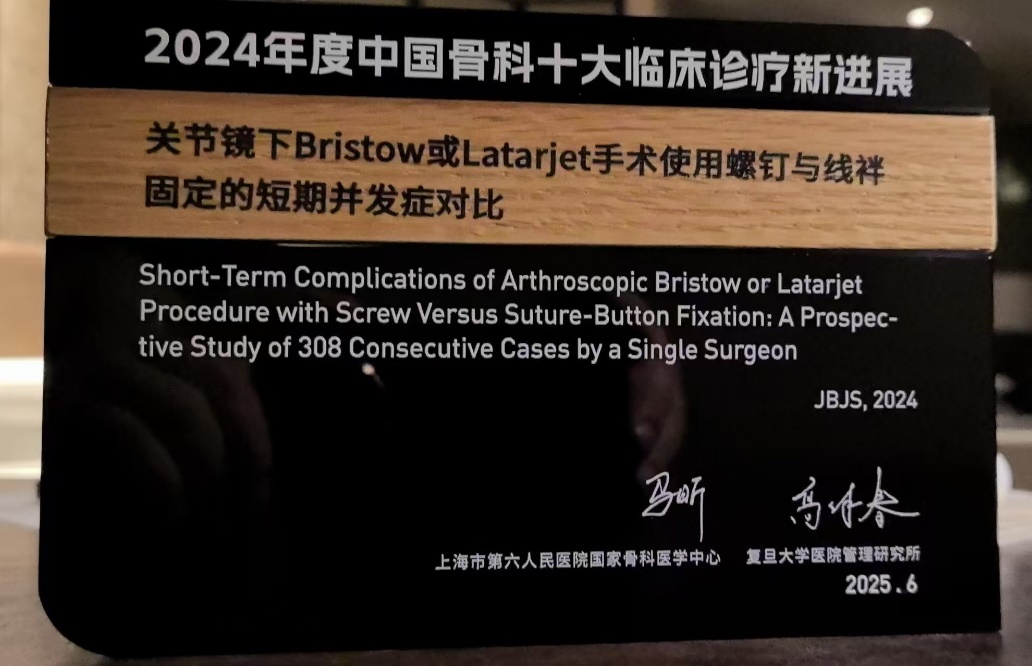 2024年度中国骨科十大临床诊疗新进展
关节镜下Bristow或Latarjet手术使用螺钉与线袢
固定的短期并发症对比
Short-Term Complications of Arthroscopic Bristow or Latarjet
Procedure with Screw Versus Suture-Button Fixation: A Prospec-
tive Study of 308 Consecutive Cases by a Single Surgeon
JBJS, 2024
马昕
上海市第六人民医院国家骨科医学中心 复旦大学医院管理研究所
2025.6